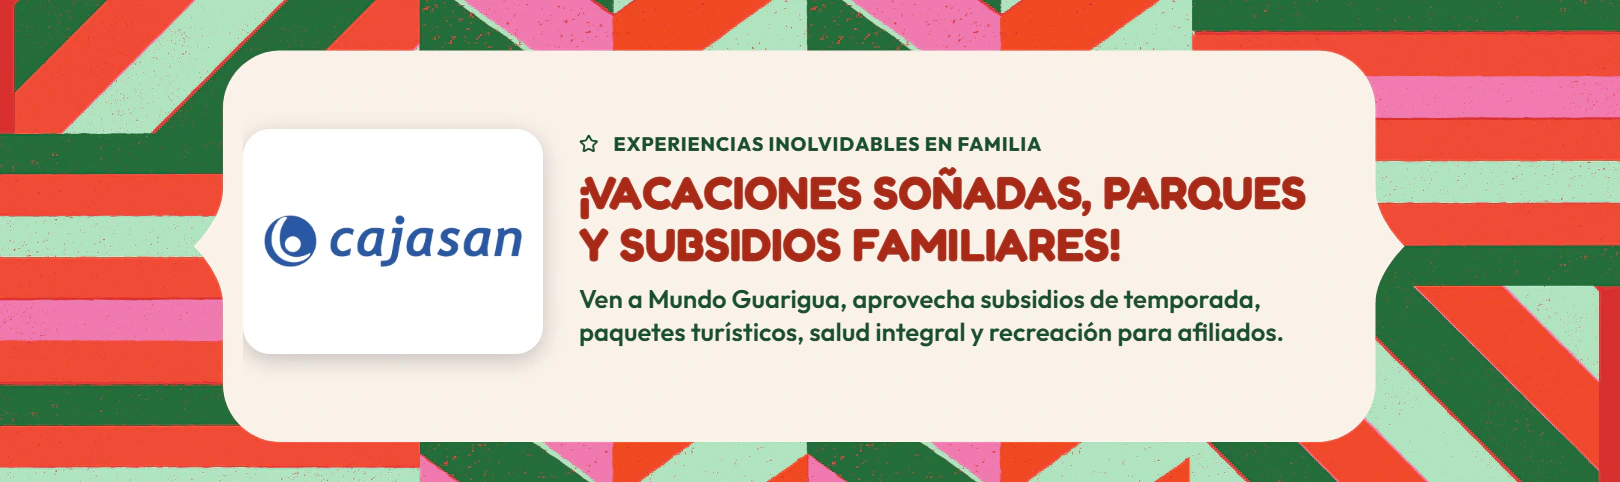 cajasan
EXPERIENCIAS INOLVIDABLES EN FAMILIA
¡VACACIONES SOÑADAS, PARQUES
Y SUBSIDIOS FAMILIARES!
Ven a Mundo Guarigua, aprovecha subsidios de temporada,
paquetes turísticos, salud integral y recreación para afiliados.